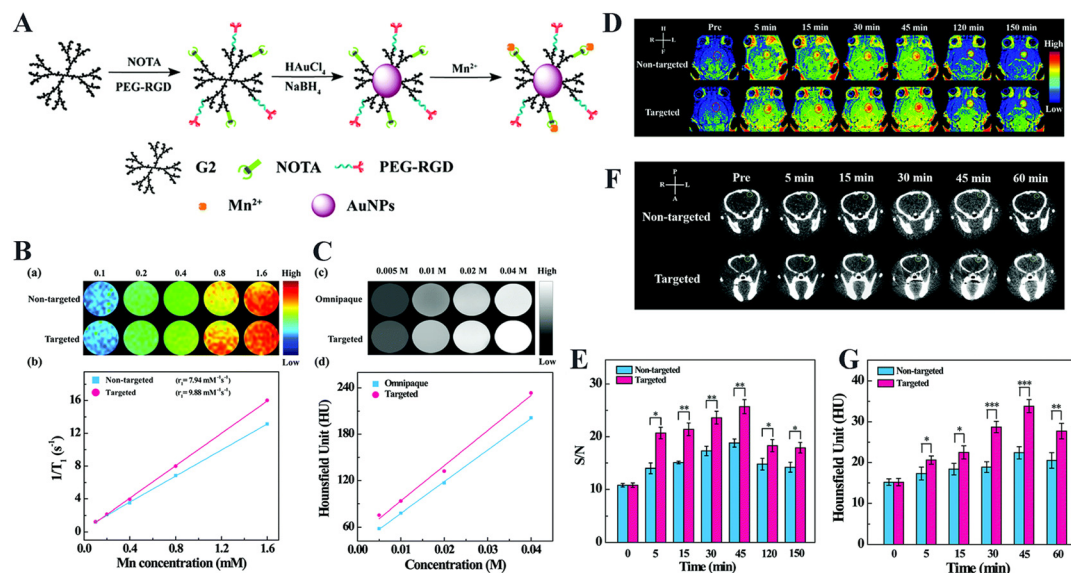 A
NOTA
PEG-RGD
HAuCl₄
NaBH₄
Mn²⁺
G2
NOTA
PEG-RGD
Mn²⁺
AuNPs
B
(a)
0.1 0.2 0.4 0.8 1.6
High
Non-targeted
Targeted
Low
(b)
Non-targeted (r₁= 7.94 mM⁻¹s⁻¹)
Targeted (r₁= 9.88 mM⁻¹s⁻¹)
1/T₁ (s⁻¹)
16
12
8
4
0
0.0 0.4 0.8 1.2 1.6
Mn concentration (mM)
C
(c)
0.005 M 0.01 M 0.02 M 0.04 M
High
Omnipaque
Targeted
Low
(d)
Omnipaque
Targeted
Hounsfield Unit (HU)
240
180
120
60
0.00 0.01 0.02 0.03 0.04
Concentration (M)
D
H
R L
F
Pre 5 min 15 min 30 min 45 min 120 min 150 min
High
Non-targeted
Targeted
Low
F
P
R L
A
Pre 5 min 15 min 30 min 45 min 60 min
Non-targeted
Targeted
E
Non-targeted
Targeted
S/N
30
20
10
0
* ** ** ** * *
0 5 15 30 45 120 150
Time (min)
G
Non-targeted
Targeted
Hounsfield Unit (HU)
40
30
20
10
0
* * *** *** **
0 5 15 30 45 60
Time (min)